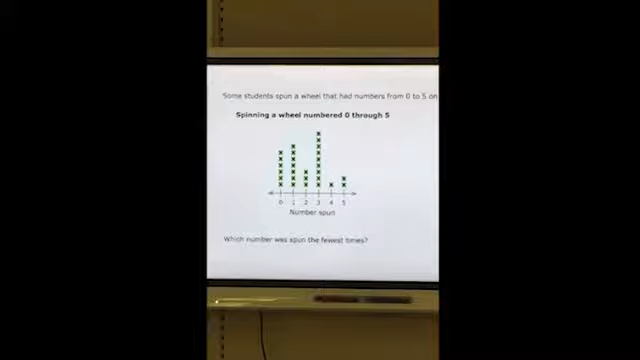 Some students spun a wheel that had numbers from 0 to 5 on
Spinning a wheel numbered 0 through 5
0 1 2 3 4 5
Number spun
Which number was spun the fewest times?